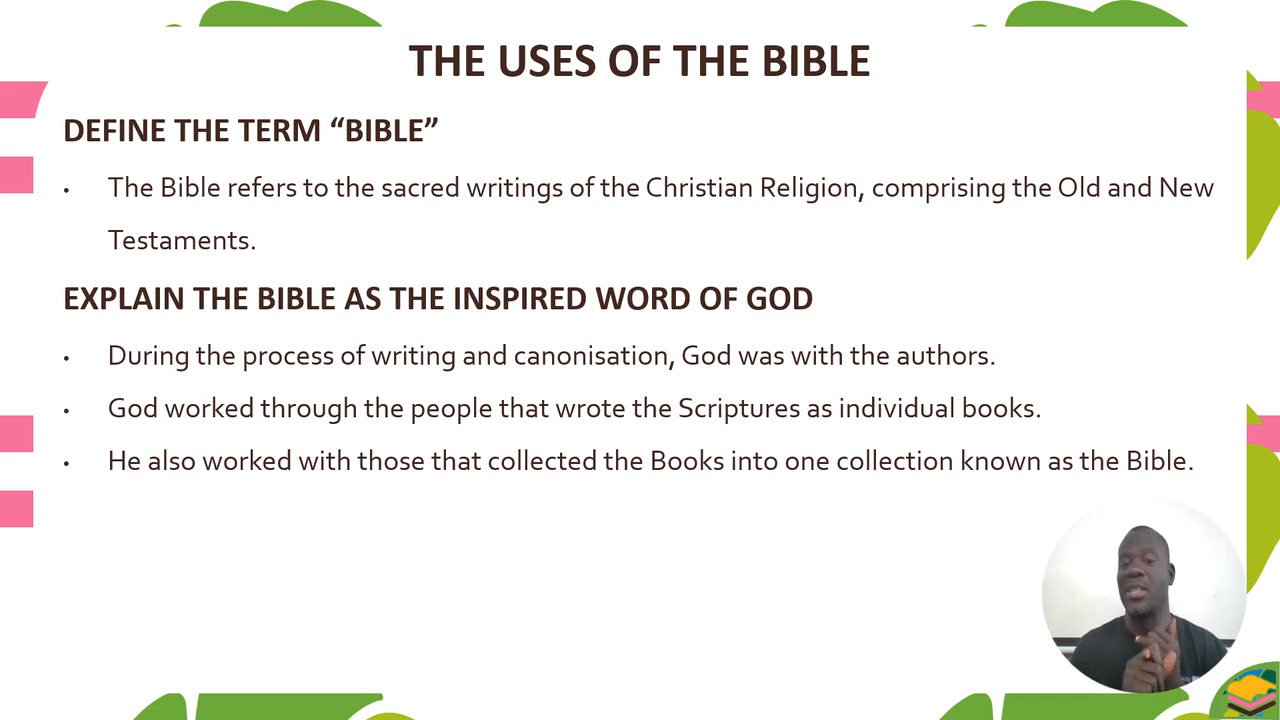 THE USES OF THE BIBLE
DEFINE THE TERM “BIBLE”
• The Bible refers to the sacred writings of the Christian Religion, comprising the Old and New
Testaments.
EXPLAIN THE BIBLE AS THE INSPIRED WORD OF GOD
• During the process of writing and canonisation, God was with the authors.
• God worked through the people that wrote the Scriptures as individual books.
• He also worked with those that collected the Books into one collection known as the Bible.